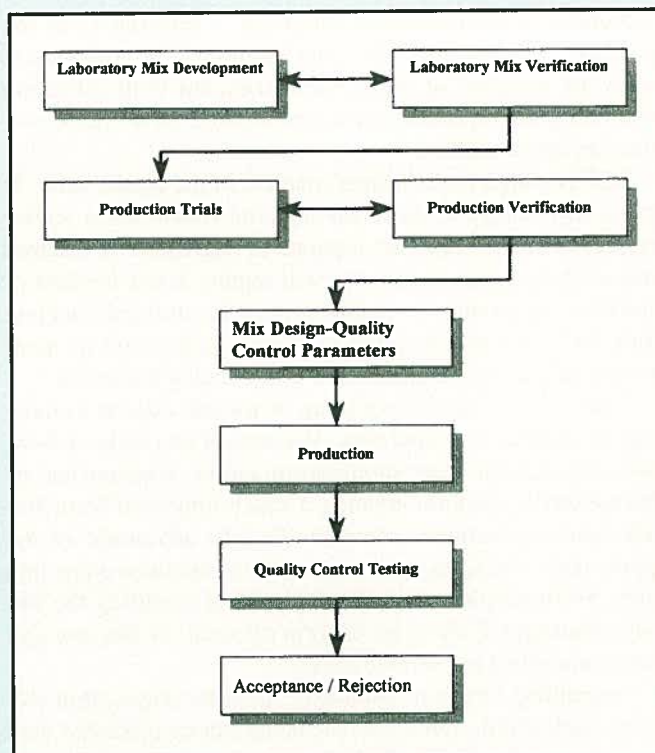 Laboratory Mix Development
Laboratory Mix Verification
Production Trials
Production Verification
Mix Design-Quality
Control Parameters
Production
Quality Control Testing
Acceptance / Rejection